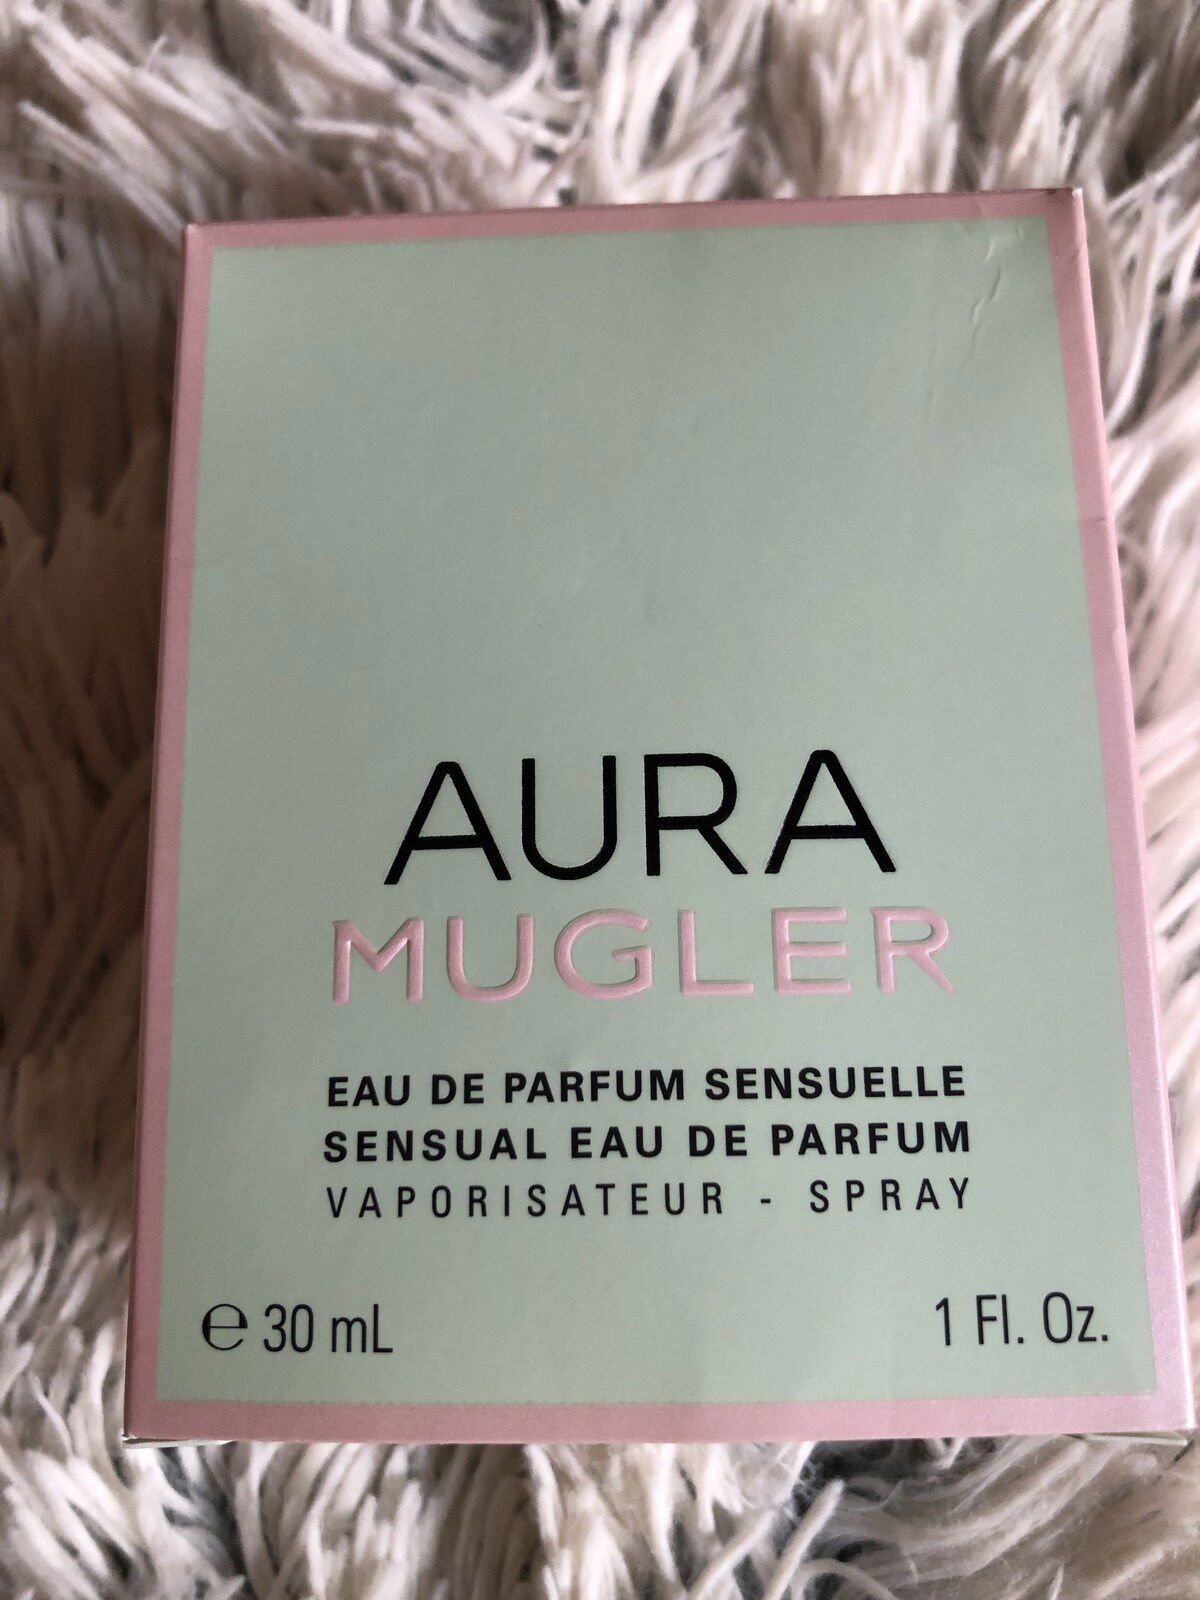 AURA
MUGLER
EAU DE PARFUM SENSUELLE
SENSUAL EAU DE PARFUM
VAPORISATEUR - SPRAY
℮ 30 mL 1 Fl. Oz.